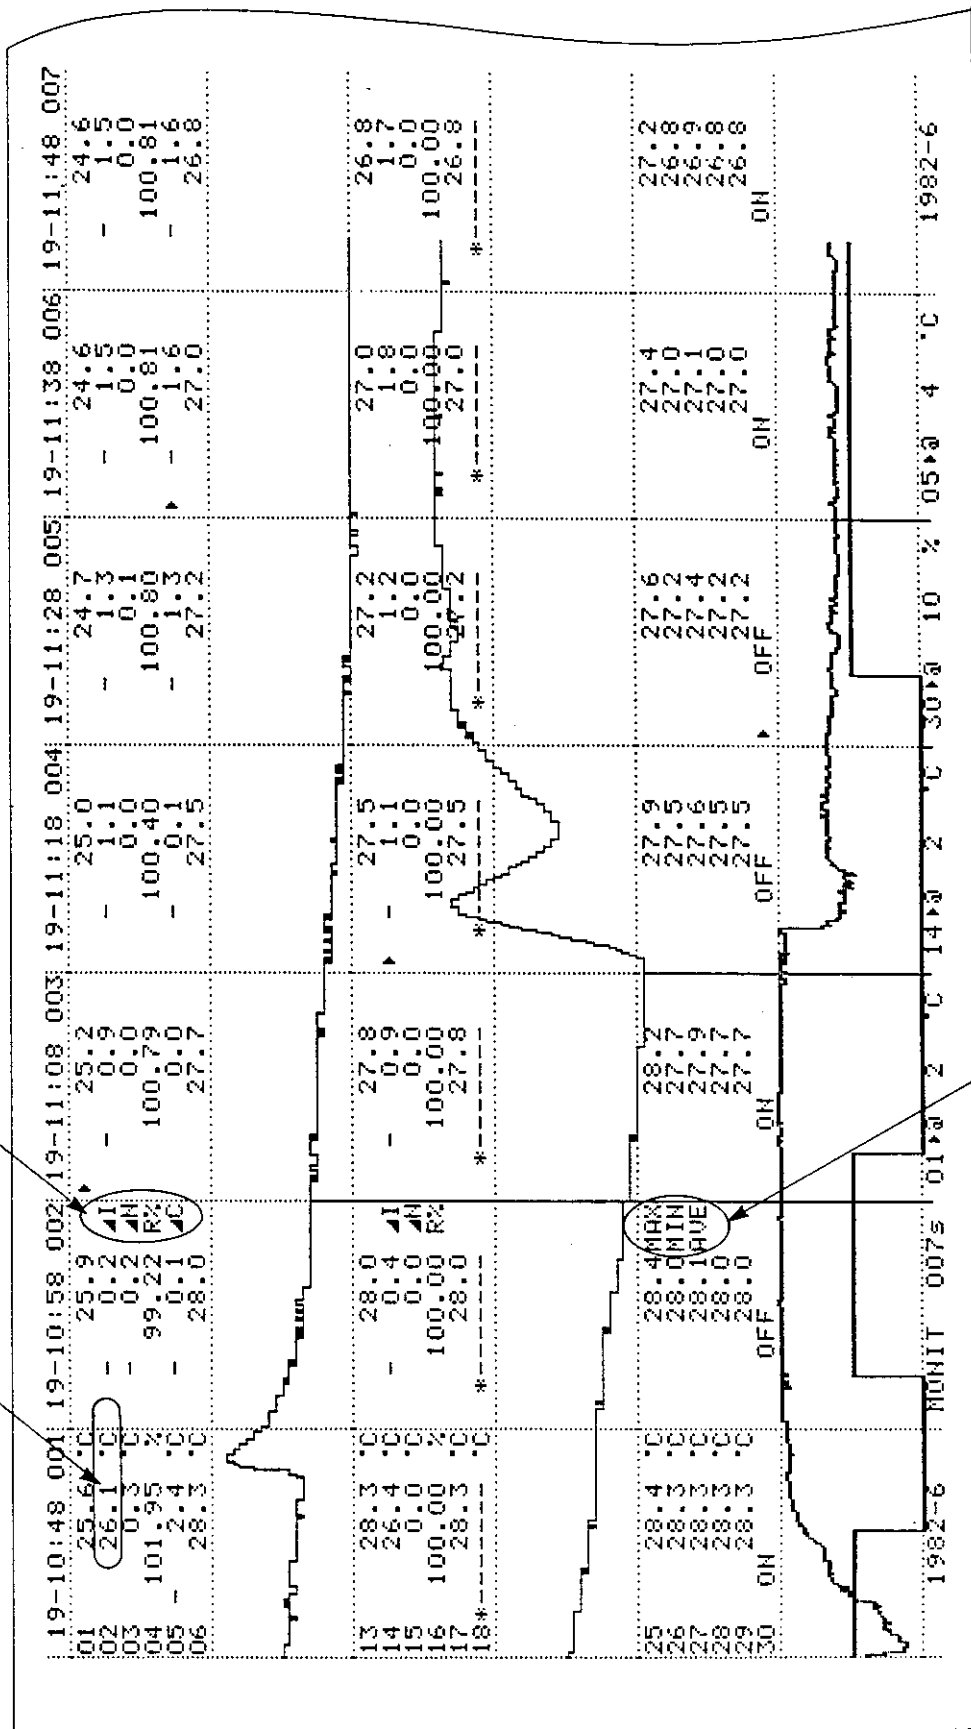 19-10:48 001 19-10:58 002 19-11:08 003 19-11:18 004 19-11:28 005 19-11:38 006 19-11:48 007
01 25.6 °C 25.9 25.2 25.0 24.7 24.6 24.6
02 26.1 °C - 0.2 ⊿I - 0.9 - 1.1 - 1.3 - 1.5 - 1.5
03 0.3 °C - 0.2 ⊿N 0.0 0.0 0.1 0.0 0.0
04 101.95 % 99.22 R% 100.79 100.40 100.80 100.81 100.81
05 - 2.4 °C - 0.1 ⊿C 0.0 - 0.1 - 1.3 - 1.6 - 1.6
06 28.3 °C 28.0 27.7 27.5 27.2 27.0 26.8
13 28.3 °C 28.0 27.8 27.5 27.2 27.0 26.8
14 26.4 °C - 0.4 ⊿I - 0.9 - 1.1 1.2 1.8 1.7
15 0.0 °C 0.0 ⊿N 0.0 0.0 0.0 0.0 0.0
16 100.00 % 100.00 R% 100.00 100.00 100.00 100.00 100.00
17 28.3 °C 28.0 27.8 27.5 27.2 27.0 26.8
18*------ °C *------ *------ *------ *------ *------ *------
25 28.4 °C 28.4 MAX 28.2 27.9 27.6 27.4 27.2
26 28.3 °C 28.0 MIN 27.7 27.5 27.2 27.0 26.8
27 28.3 °C 28.1 AVE 27.9 27.6 27.4 27.1 26.9
28 28.3 °C 28.0 27.7 27.5 27.2 27.0 26.8
29 28.3 °C 28.0 27.7 27.5 27.2 27.0 26.8
30 ON OFF ON OFF OFF ON ON
1982-6 MONIT 007s 01▸@ 2 °C 14▸@ 2 °C 30▸@ 10 % 05▸@ 4 °C 1982-6